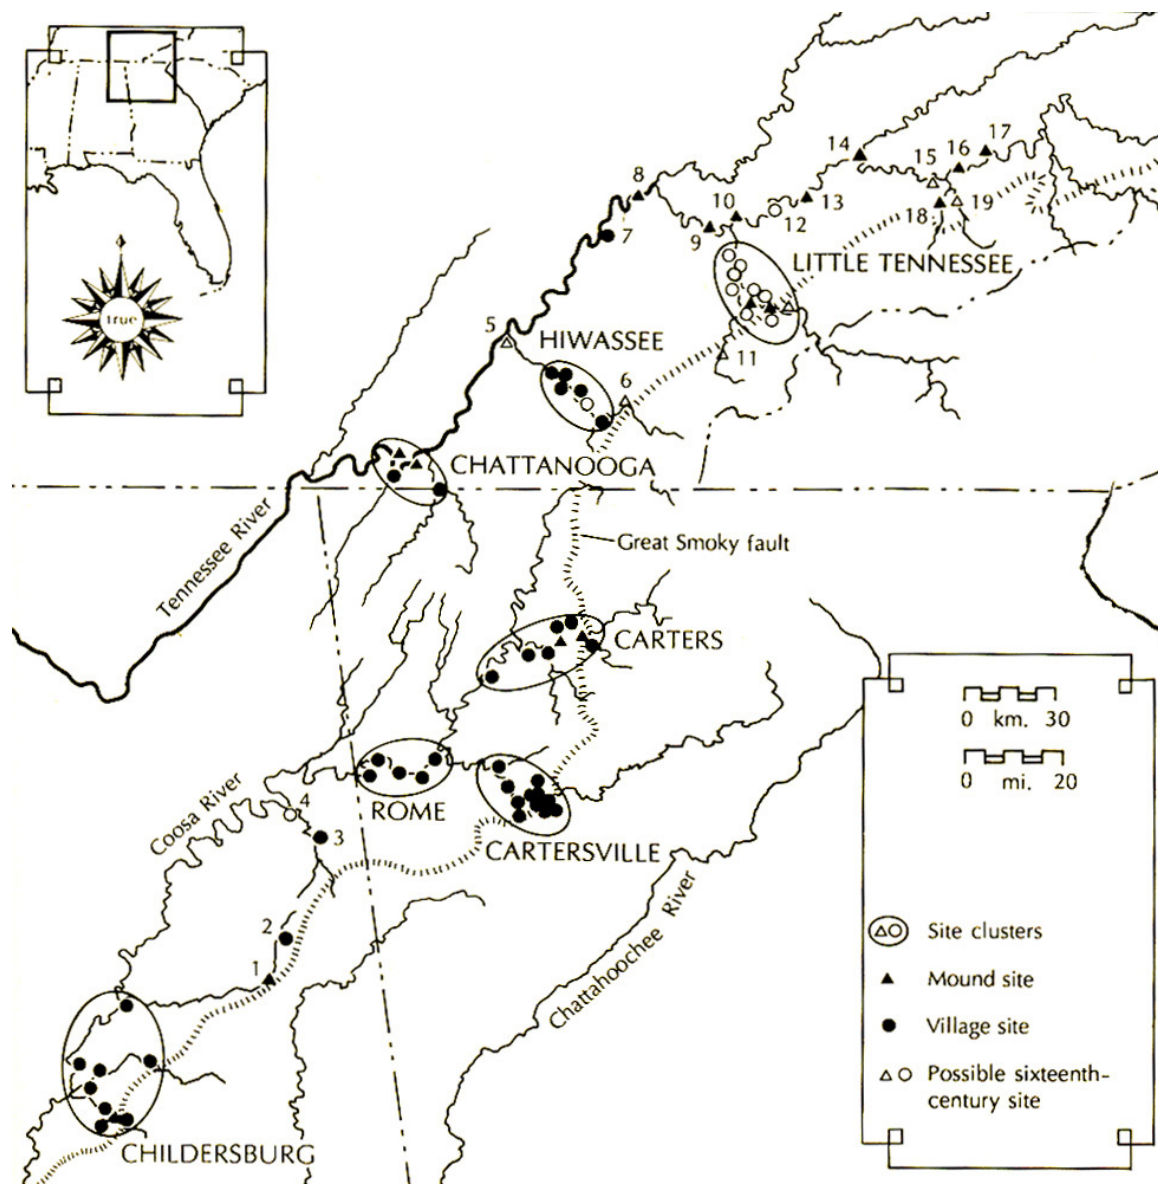 True
14
15
16
17
8
10
13
12
18
19
9
7
LITTLE TENNESSEE
5
HIWASSEE
11
6
CHATTANOOGA
Tennessee River
Great Smoky fault
CARTERS
0 km. 30
0 mi. 20
Coosa River
4
ROME
3
CARTERSVILLE
Chattahoochee River
2
1
Site clusters
Mound site
Village site
Possible sixteenth-
century site
CHILDERSBURG